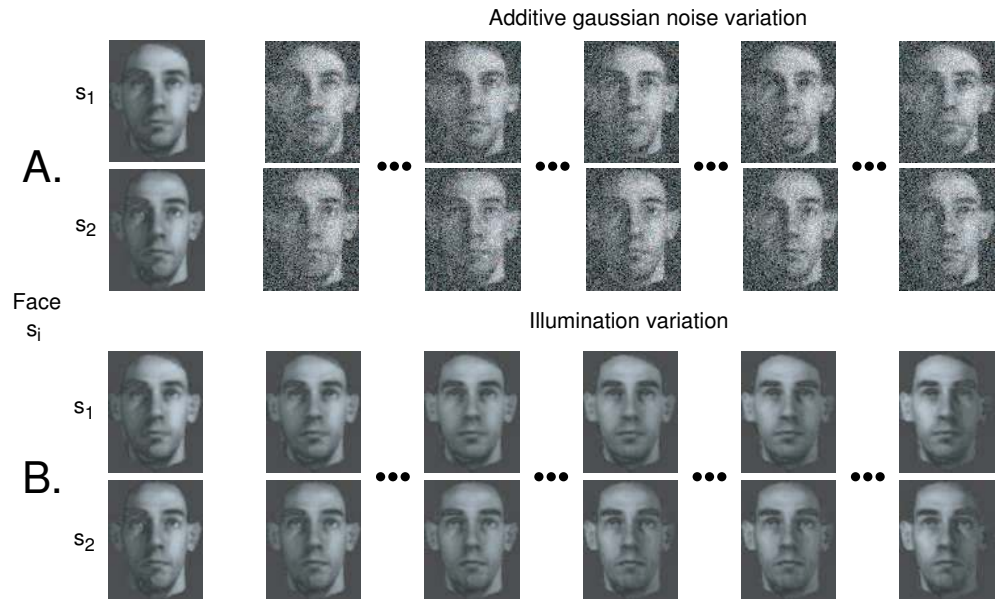 Additive gaussian noise variation
s1
A.
s2
Face
si
Illumination variation
s1
B.
s2